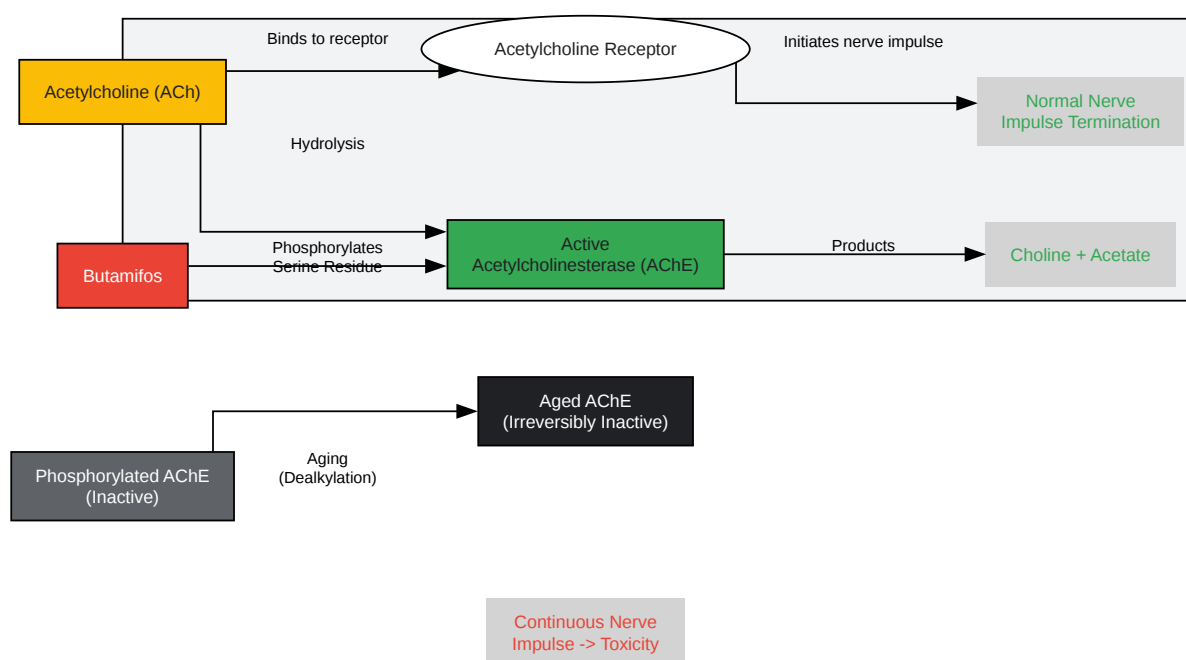 Binds to receptor
Acetylcholine Receptor
Initiates nerve impulse
Acetylcholine (ACh)
Normal Nerve
Impulse Termination
Hydrolysis
Phosphorylates
Serine Residue
Active
Acetylcholinesterase (AChE)
Products
Choline + Acetate
Butamifos
Aged AChE
(Irreversibly Inactive)
Aging
(Dealkylation)
Phosphorylated AChE
(Inactive)
Continuous Nerve
Impulse -> Toxicity